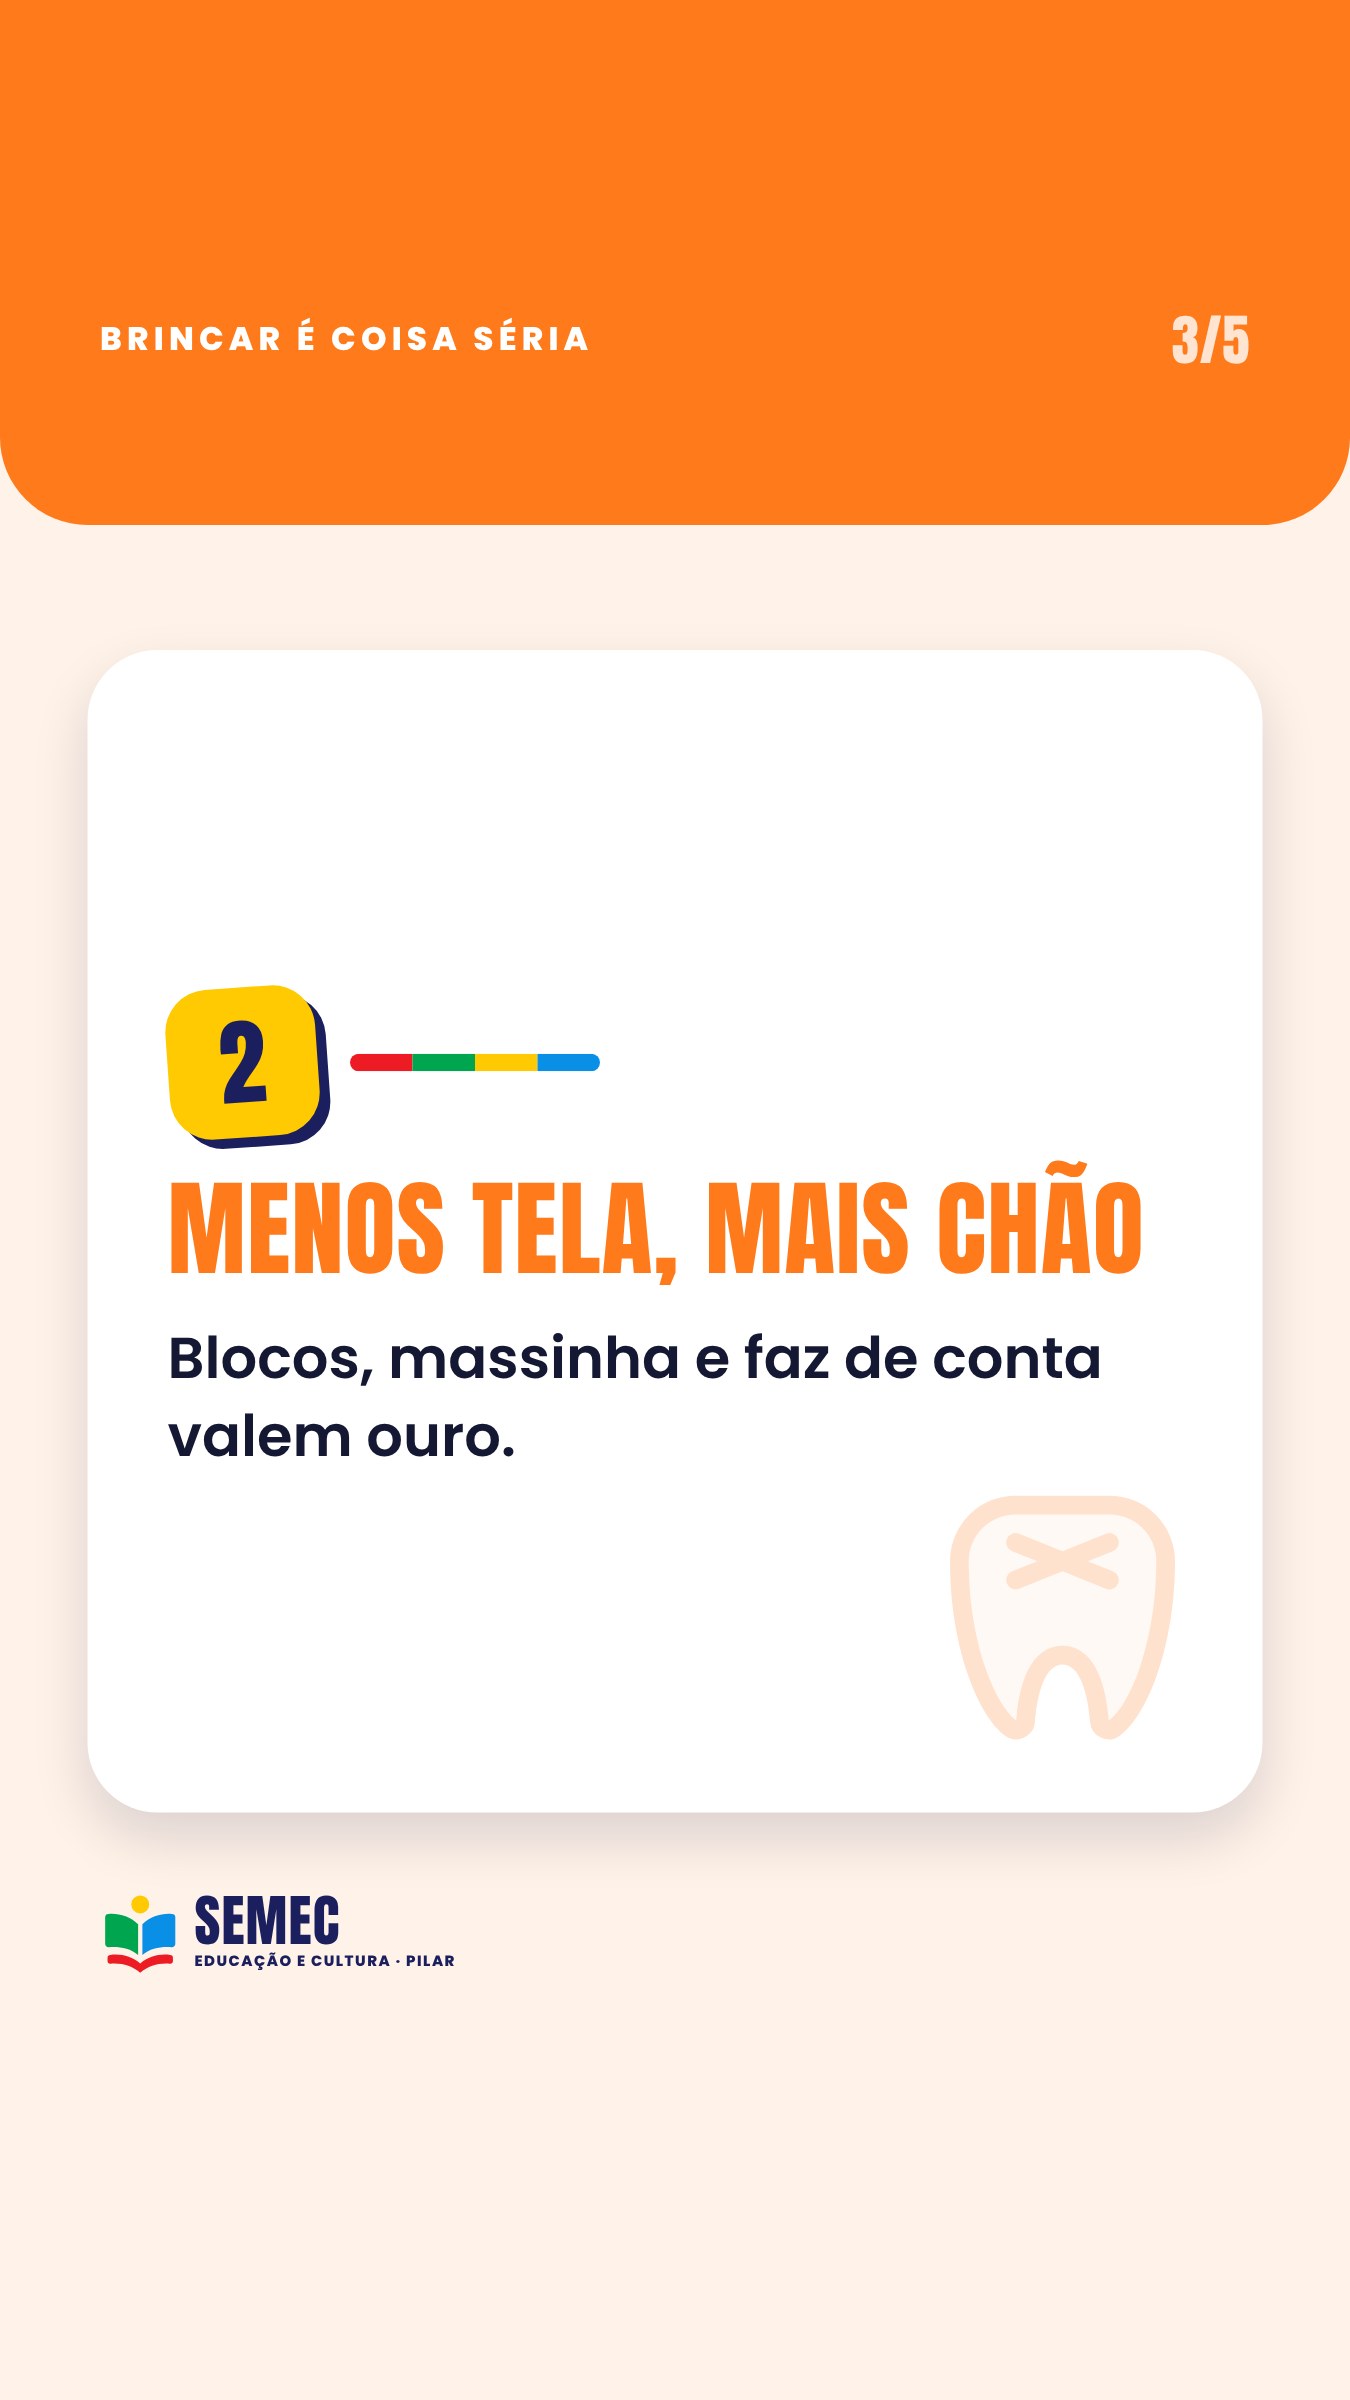 BRINCAR É COISA SÉRIA
3/5
2
MENOS TELA, MAIS CHÃO
Blocos, massinha e faz de conta
valem ouro.
SEMEC
EDUCAÇÃO E CULTURA · PILAR